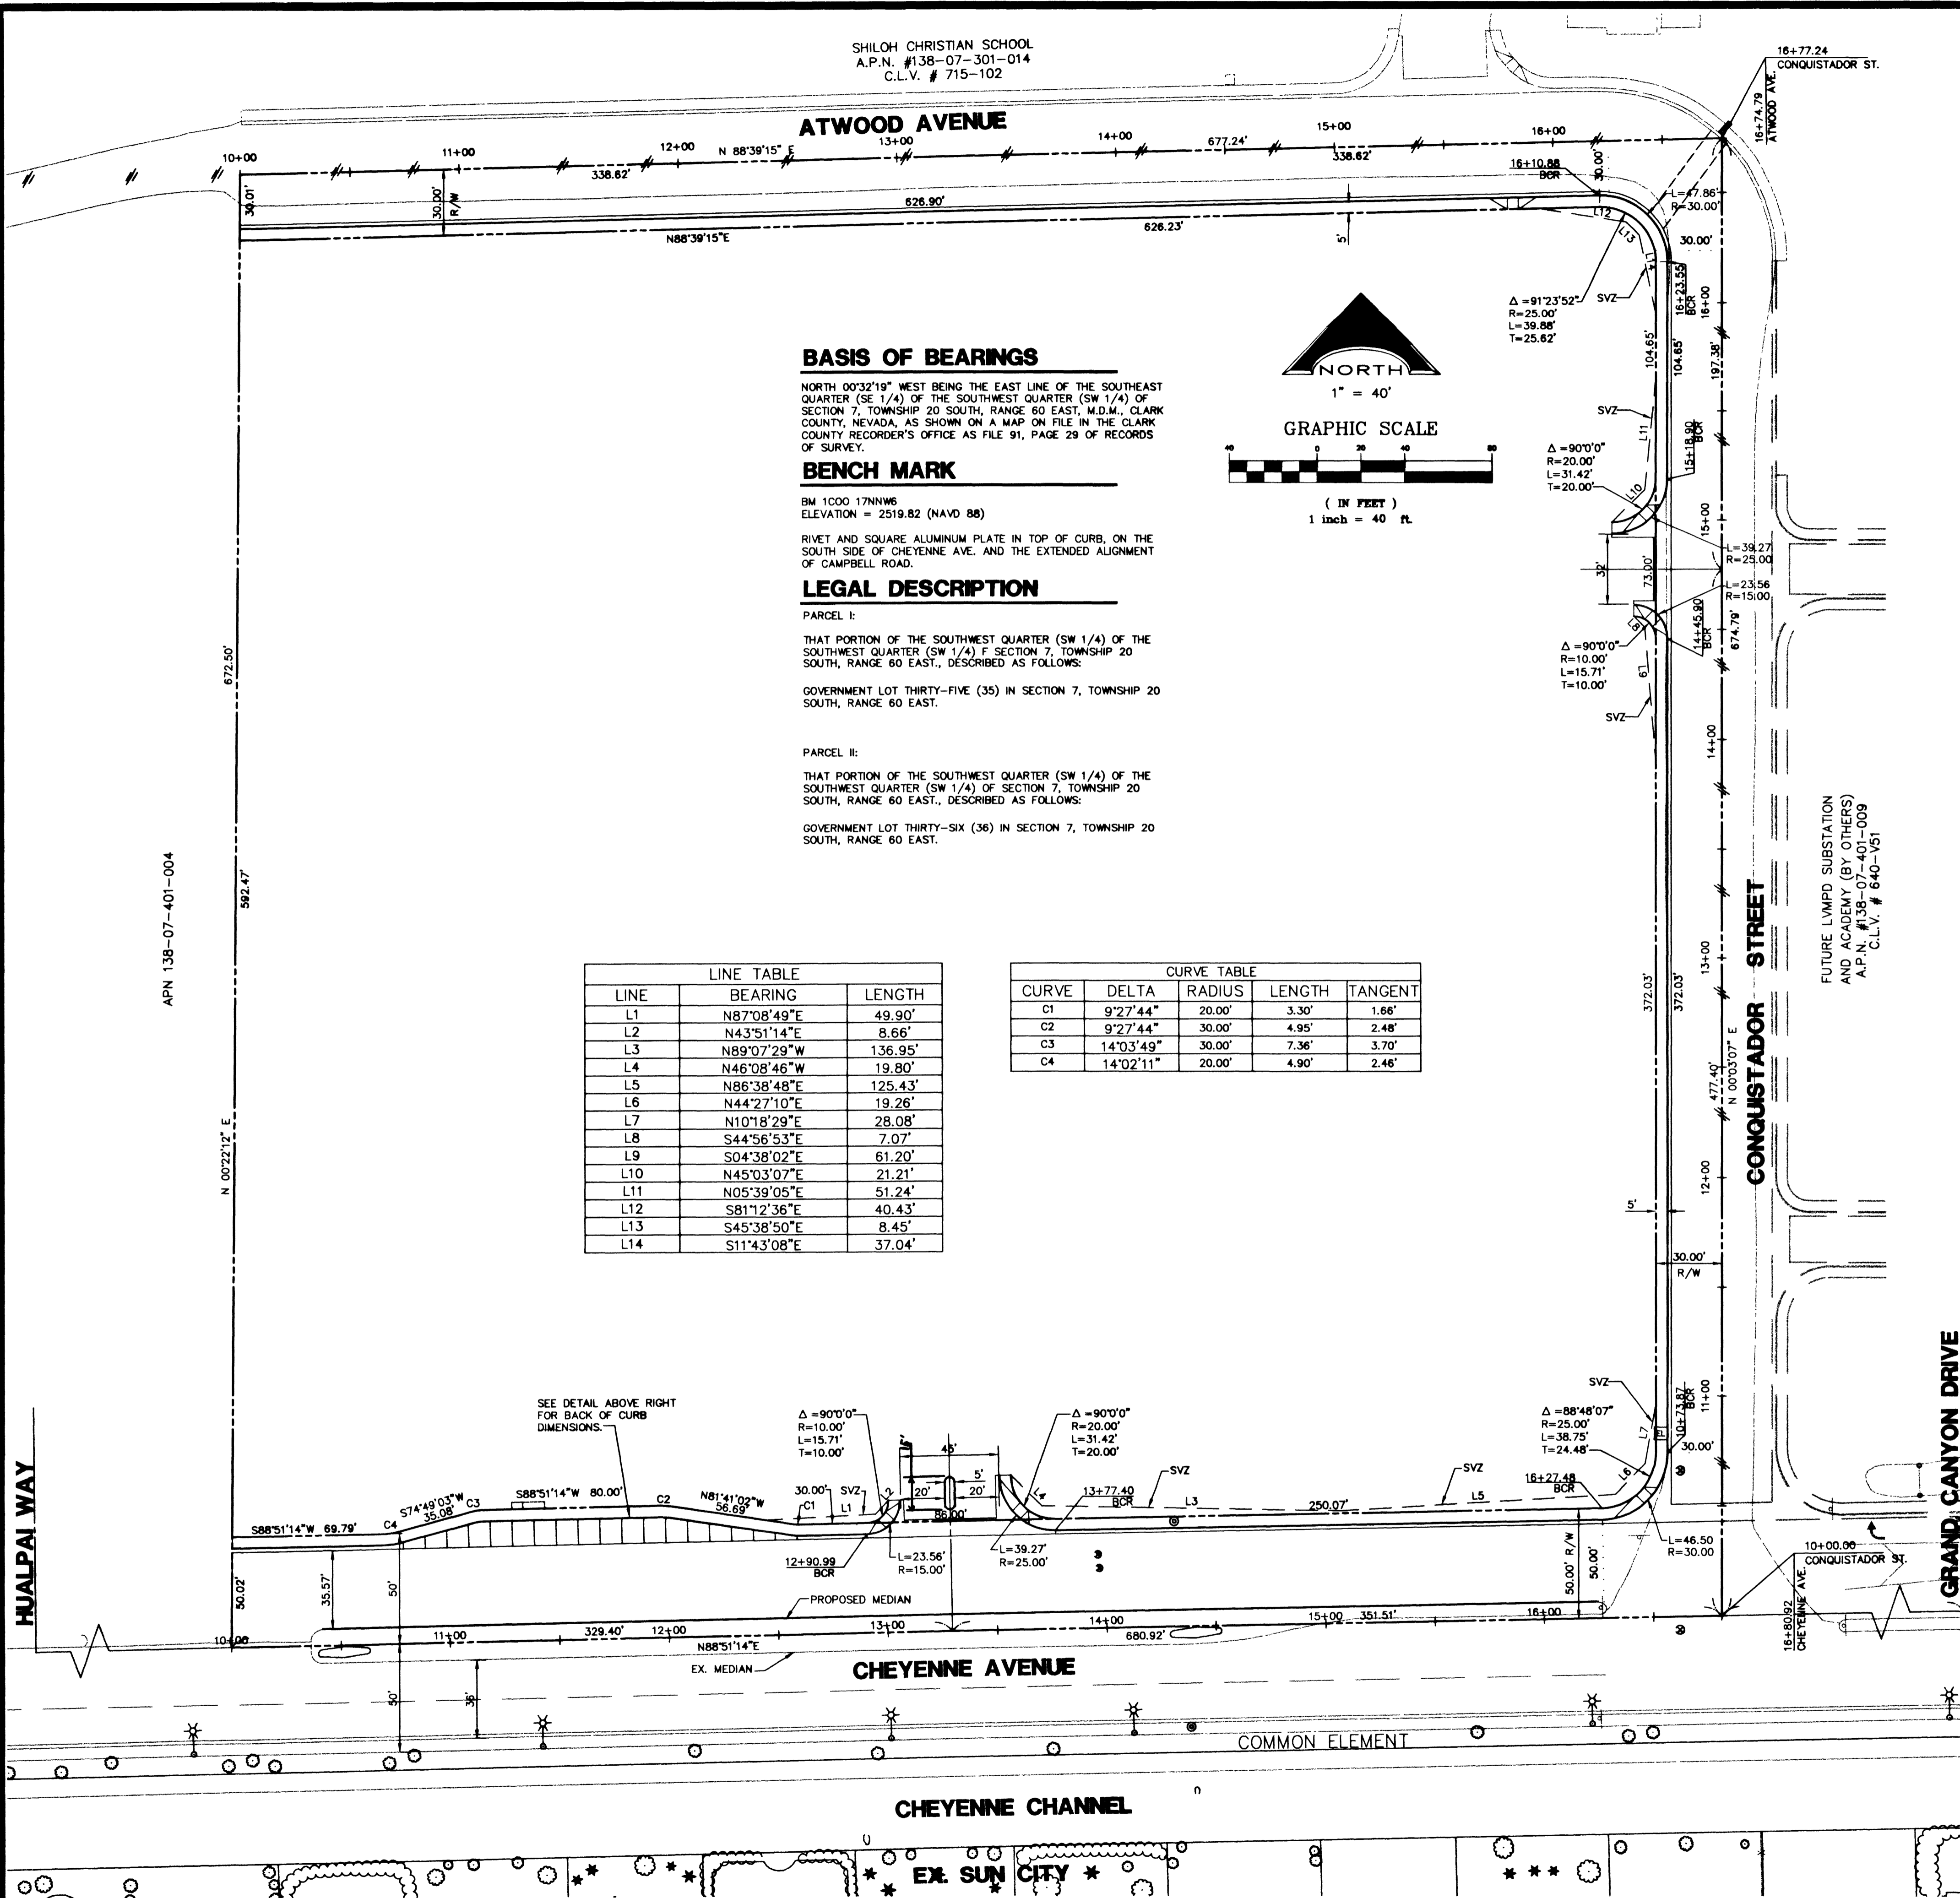 SHILOH CHRISTIAN SCHOOL
A.P.N. #138-07-301-014
C.L.V. # 715-102
16+77.24
CONQUISTADOR ST.
16+74.79
ATWOOD AVE.
ATWOOD AVENUE
10+00
11+00
12+00
13+00
14+00
15+00
16+00
N 88°39'15" E
677.24'
338.62'
338.62'
16+10.88
BCR
30.00'
30.01'
30.00'
R/W
626.90'
L=47.86'
R=30.00'
N88°39'15"E
626.23'
5'
L12
L13
30.00'
Δ =91°23'52"
R=25.00'
L=39.88'
T=25.62'
SVZ
16+23.55
BCR
16+00
104.65'
104.65'
197.38'
BASIS OF BEARINGS
NORTH 00°32'19" WEST BEING THE EAST LINE OF THE SOUTHEAST
QUARTER (SE 1/4) OF THE SOUTHWEST QUARTER (SW 1/4) OF
SECTION 7, TOWNSHIP 20 SOUTH, RANGE 60 EAST, M.D.M., CLARK
COUNTY, NEVADA, AS SHOWN ON A MAP ON FILE IN THE CLARK
COUNTY RECORDER'S OFFICE AS FILE 91, PAGE 29 OF RECORDS
OF SURVEY.
BENCH MARK
BM 1COO 17NNW6
ELEVATION = 2519.82 (NAVD 88)
RIVET AND SQUARE ALUMINUM PLATE IN TOP OF CURB, ON THE
SOUTH SIDE OF CHEYENNE AVE. AND THE EXTENDED ALIGNMENT
OF CAMPBELL ROAD.
LEGAL DESCRIPTION
PARCEL I:
THAT PORTION OF THE SOUTHWEST QUARTER (SW 1/4) OF THE
SOUTHWEST QUARTER (SW 1/4) F SECTION 7, TOWNSHIP 20
SOUTH, RANGE 60 EAST., DESCRIBED AS FOLLOWS:
GOVERNMENT LOT THIRTY-FIVE (35) IN SECTION 7, TOWNSHIP 20
SOUTH, RANGE 60 EAST.
PARCEL II:
THAT PORTION OF THE SOUTHWEST QUARTER (SW 1/4) OF THE
SOUTHWEST QUARTER (SW 1/4) OF SECTION 7, TOWNSHIP 20
SOUTH, RANGE 60 EAST., DESCRIBED AS FOLLOWS:
GOVERNMENT LOT THIRTY-SIX (36) IN SECTION 7, TOWNSHIP 20
SOUTH, RANGE 60 EAST.
NORTH
1" = 40'
GRAPHIC SCALE
40 0 20 40 80
( IN FEET )
1 inch = 40 ft.
SVZ
L11
Δ =90°0'0"
R=20.00'
L=31.42'
T=20.00'
L10
15+18.90
BCR
15+00
L=39.27
R=25.00
32'
73.00'
L=23.56
R=15.00
L8
14+45.90
BCR
674.79'
Δ =90°0'0"
R=10.00'
L=15.71'
T=10.00'
L9
SVZ
14+00
672.50'
592.47'
APN 138-07-401-004
N 00°22'12" E
FUTURE LVMPD SUBSTATION
AND ACADEMY (BY OTHERS)
A.P.N. #138-07-401-009
C.L.V. # 640-V51
13+00
372.03'
372.03'
CONQUISTADOR STREET
477.40'
N 00°03'07" E
12+00
5'
30.00'
R/W
LINE TABLE
LINE BEARING LENGTH
L1 N87°08'49"E 49.90'
L2 N43°51'14"E 8.66'
L3 N89°07'29"W 136.95'
L4 N46°08'46"W 19.80'
L5 N86°38'48"E 125.43'
L6 N44°27'10"E 19.26'
L7 N10°18'29"E 28.08'
L8 S44°56'53"E 7.07'
L9 S04°38'02"E 61.20'
L10 N45°03'07"E 21.21'
L11 N05°39'05"E 51.24'
L12 S81°12'36"E 40.43'
L13 S45°38'50"E 8.45'
L14 S11°43'08"E 37.04'
CURVE TABLE
CURVE DELTA RADIUS LENGTH TANGENT
C1 9°27'44" 20.00' 3.30' 1.66'
C2 9°27'44" 30.00' 4.95' 2.48'
C3 14°03'49" 30.00' 7.36' 3.70'
C4 14°02'11" 20.00' 4.90' 2.46'
SEE DETAIL ABOVE RIGHT
FOR BACK OF CURB
DIMENSIONS.
Δ =90°0'0"
R=10.00'
L=15.71'
T=10.00'
Δ =90°0'0"
R=20.00'
L=31.42'
T=20.00'
Δ =88°48'07"
R=25.00'
L=38.75'
T=24.48'
SVZ
L7
10+73.87
BCR
11+00
30.00'
L6
HUALPAI WAY
GRAND CANYON DRIVE
S88°51'14"W 69.79'
C4
S74°49'03"W
35.08'
C3
S88°51'14"W 80.00'
C2
N81°41'02"W
56.69'
30.00'
C1
SVZ
L1
L2
5'
20'
20'
86.00'
L4
13+77.40
BCR
SVZ
L3
250.07'
SVZ
L5
16+27.48
BCR
L=46.50
R=30.00
12+90.99
BCR
L=23.56'
R=15.00'
L=39.27'
R=25.00'
50.02'
35.57'
50'
50.00' R/W
50.00'
10+00.00
CONQUISTADOR ST.
16+80.92
CHEYENNE AVE.
PROPOSED MEDIAN
10+00
11+00
329.40'
12+00
13+00
14+00
15+00
351.51'
16+00
N88°51'14"E
680.92'
EX. MEDIAN
CHEYENNE AVENUE
50'
36'
COMMON ELEMENT
CHEYENNE CHANNEL
EX. SUN CITY